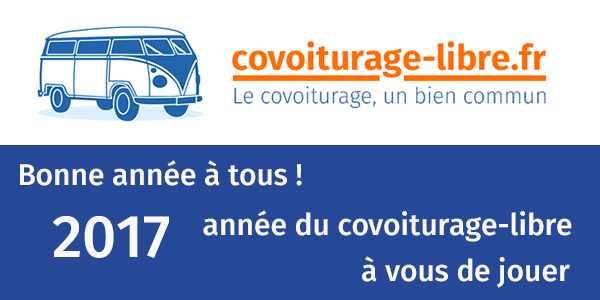 covoiturage-libre.fr
Le covoiturage, un bien commun
Bonne année à tous !
2017 année du covoiturage-libre
à vous de jouer